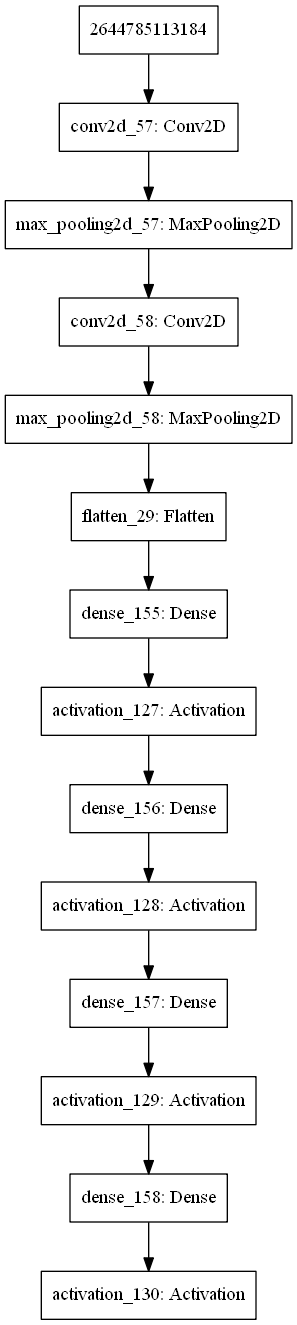 2644785113184
conv2d_57: Conv2D
max_pooling2d_57: MaxPooling2D
conv2d_58: Conv2D
max_pooling2d_58: MaxPooling2D
flatten_29: Flatten
dense_155: Dense
activation_127: Activation
dense_156: Dense
activation_128: Activation
dense_157: Dense
activation_129: Activation
dense_158: Dense
activation_130: Activation